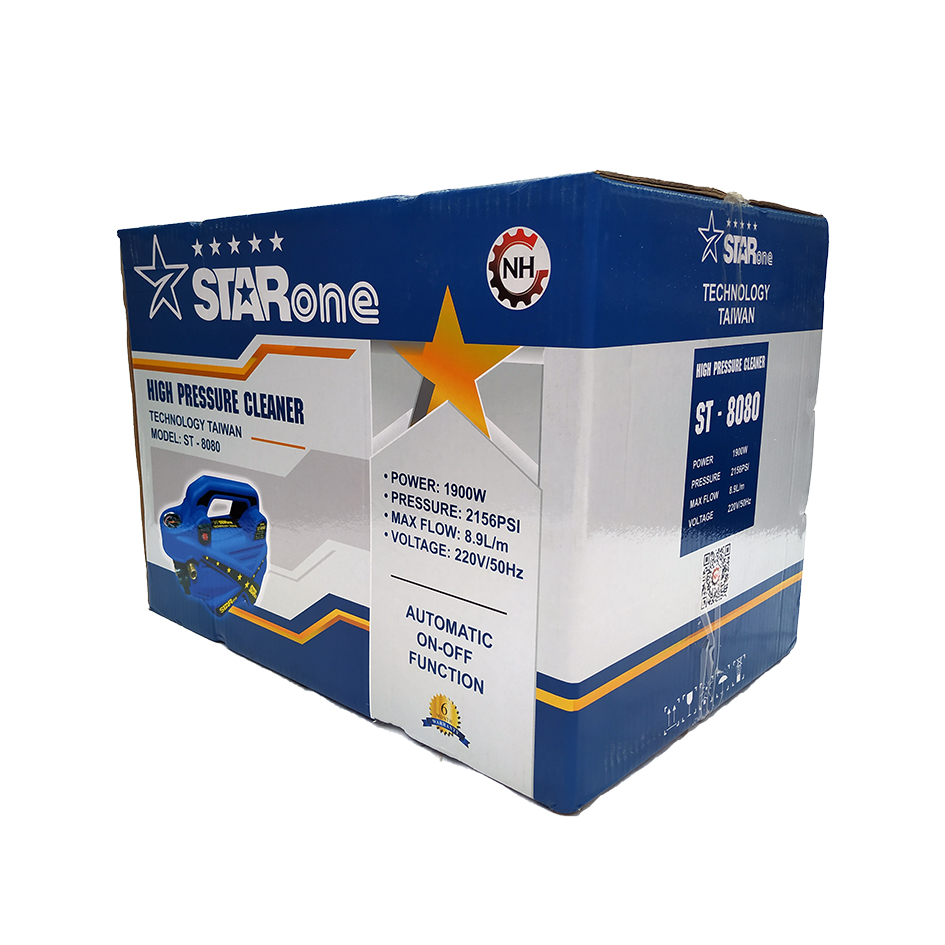 STARone
NH
HIGH PRESSURE CLEANER
TECHNOLOGY TAIWAN
MODEL: ST - 8080
• POWER: 1900W
• PRESSURE: 2156PSI
• MAX FLOW: 8.9L/m
• VOLTAGE: 220V/50Hz
AUTOMATIC
ON-OFF
FUNCTION
6
WARRANTY
STARone
TECHNOLOGY
TAIWAN
HIGH PRESSURE CLEANER
ST - 8080
POWER 1900W
PRESSURE 2156PSI
MAX FLOW 8.9L/m
VOLTAGE 220V/50Hz